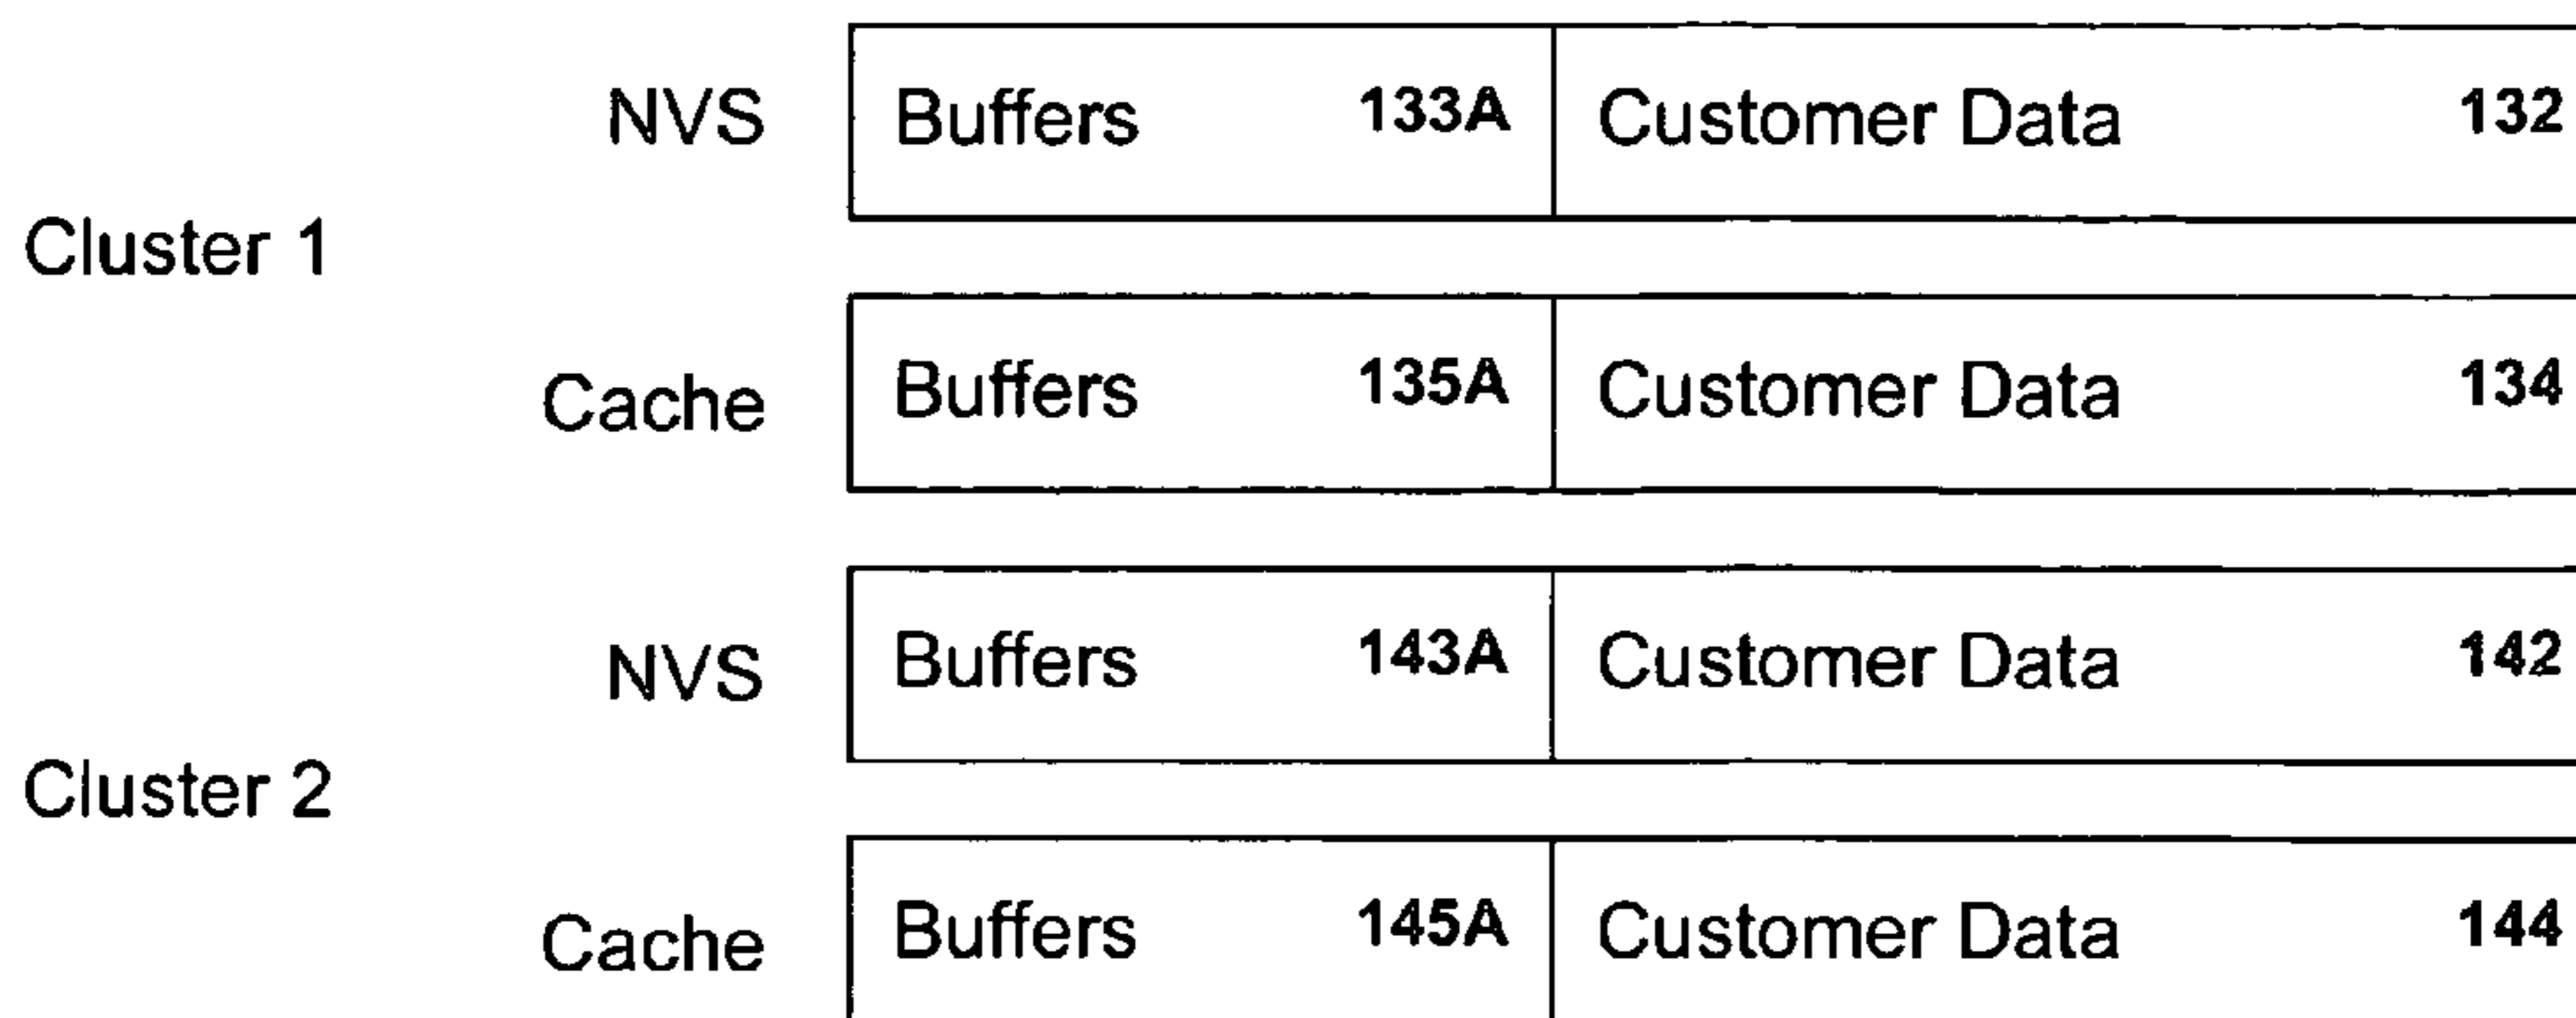 NVS Buffers 133A Customer Data 132
Cluster 1
Cache Buffers 135A Customer Data 134
NVS Buffers 143A Customer Data 142
Cluster 2
Cache Buffers 145A Customer Data 144